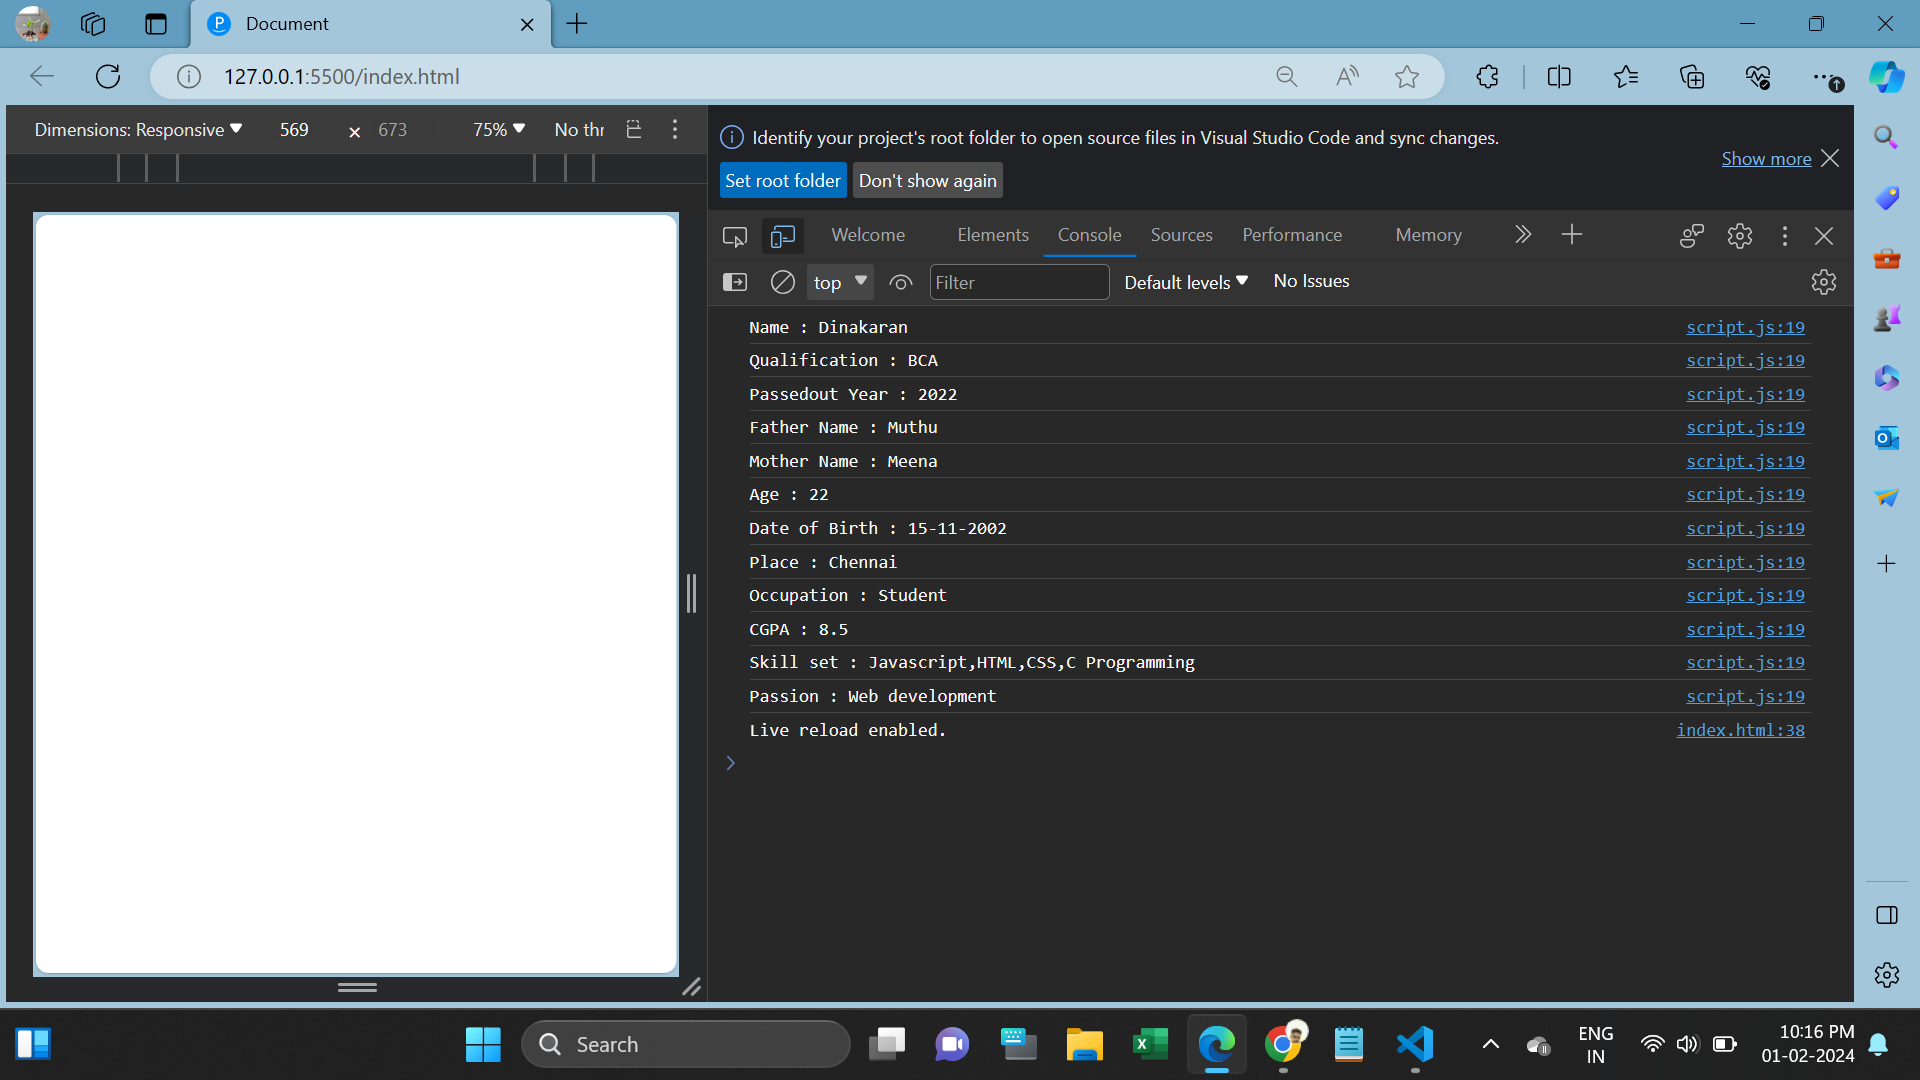 Document
127.0.0.1:5500/index.html
Dimensions: Responsive 569 × 673 75% No thr
Identify your project's root folder to open source files in Visual Studio Code and sync changes.
Set root folder Don't show again Show more
Welcome Elements Console Sources Performance Memory
top Filter Default levels No Issues
Name : Dinakaran script.js:19
Qualification : BCA script.js:19
Passedout Year : 2022 script.js:19
Father Name : Muthu script.js:19
Mother Name : Meena script.js:19
Age : 22 script.js:19
Date of Birth : 15-11-2002 script.js:19
Place : Chennai script.js:19
Occupation : Student script.js:19
CGPA : 8.5 script.js:19
Skill set : Javascript,HTML,CSS,C Programming script.js:19
Passion : Web development script.js:19
Live reload enabled. index.html:38
Search
ENG
IN
10:16 PM
01-02-2024